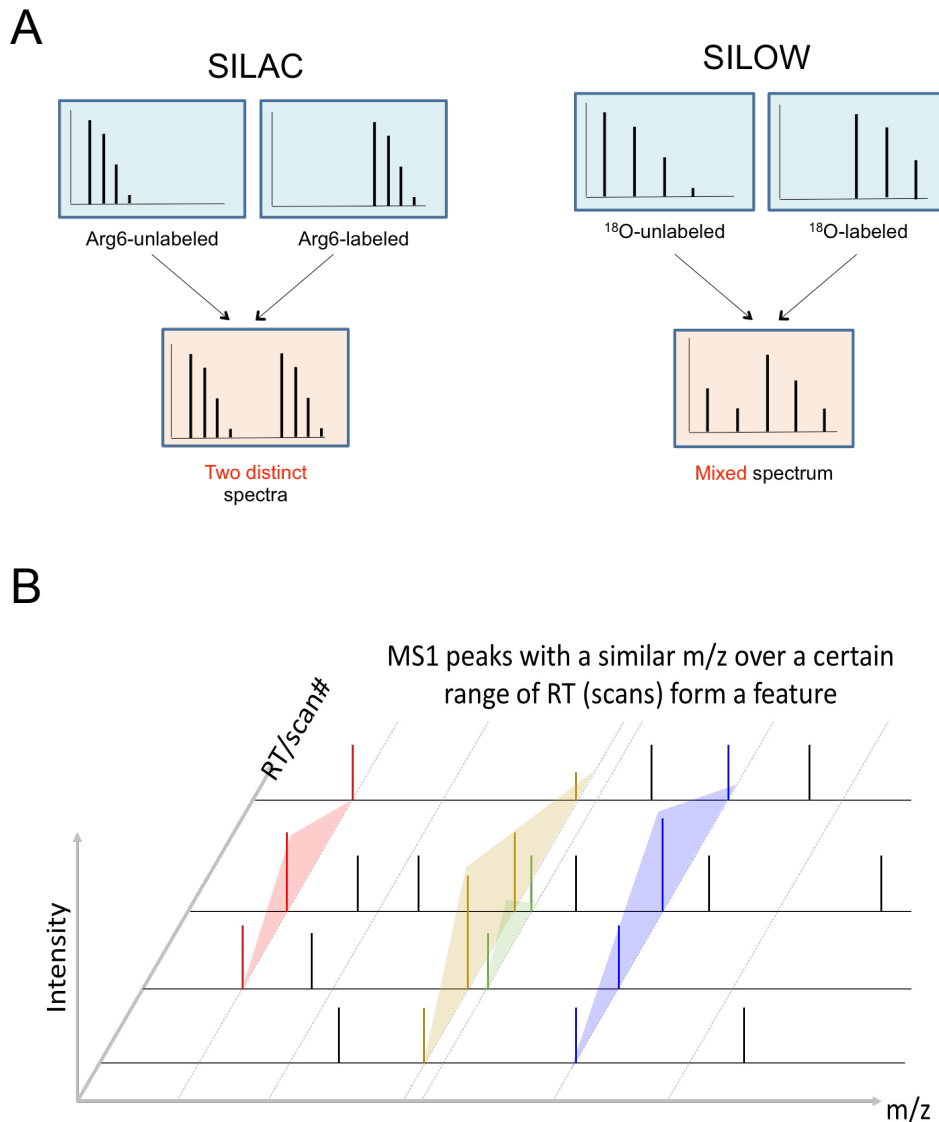 A
SILAC
SILOW
Arg6-unlabeled
Arg6-labeled
¹⁸O-unlabeled
¹⁸O-labeled
Two distinct
spectra
Mixed spectrum
B
MS1 peaks with a similar m/z over a certain
range of RT (scans) form a feature
RT/scan#
Intensity
m/z